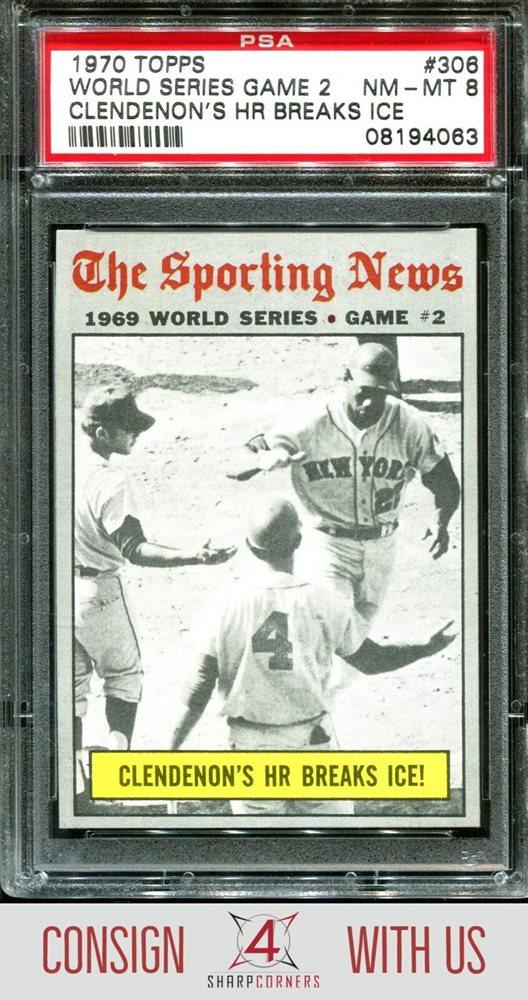 PSA
1970 TOPPS #306
WORLD SERIES GAME 2 NM-MT 8
CLENDENON'S HR BREAKS ICE
08194063
The Sporting News
1969 WORLD SERIES • GAME #2
NEW YORK
22
4
CLENDENON'S HR BREAKS ICE!
CONSIGN 4 WITH US
SHARPCORNERS